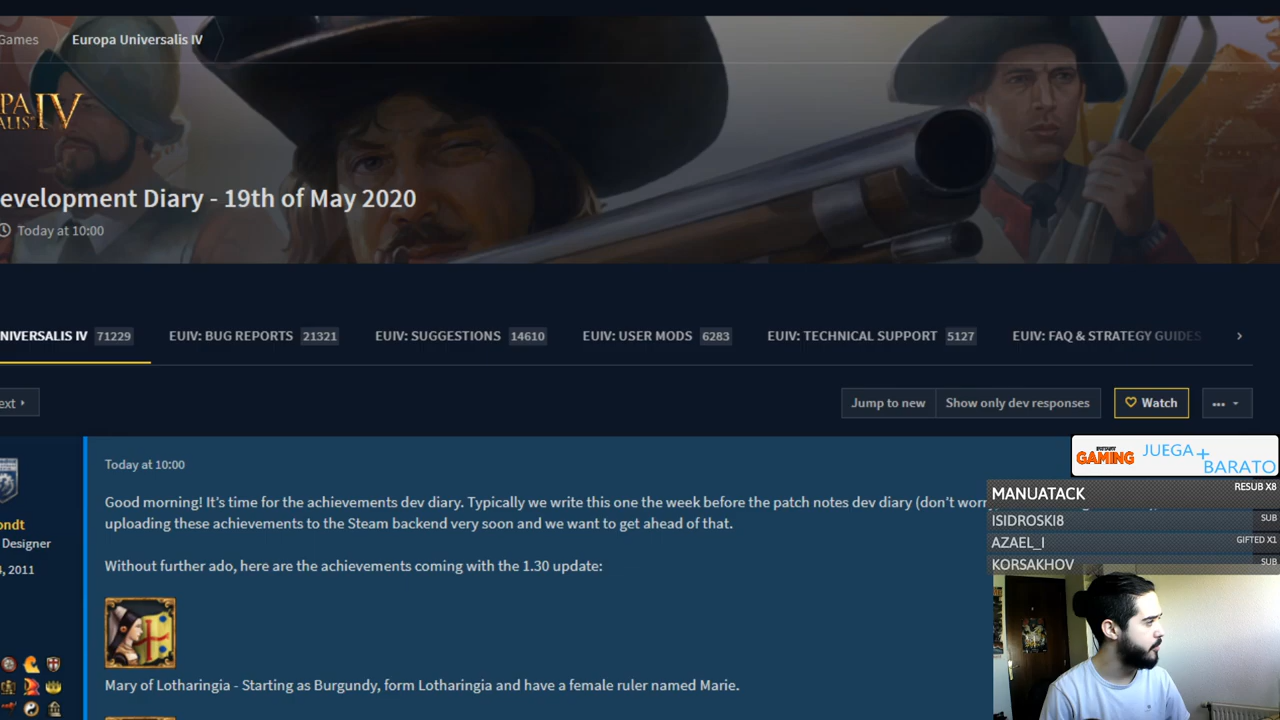 Games
Europa Universalis IV
PA IV
ALIS
evelopment Diary - 19th of May 2020
Today at 10:00
NIVERSALIS IV 71229
EUIV: BUG REPORTS 21321
EUIV: SUGGESTIONS 14610
EUIV: USER MODS 6283
EUIV: TECHNICAL SUPPORT 5127
EUIV: FAQ & STRATEGY GUIDES
ext
Jump to new
Show only dev responses
Watch
ondt
Designer
, 2011
Today at 10:00
Good morning! It's time for the achievements dev diary. Typically we write this one the week before the patch notes dev diary (don't wor
uploading these achievements to the Steam backend very soon and we want to get ahead of that.
Without further ado, here are the achievements coming with the 1.30 update:
Mary of Lotharingia - Starting as Burgundy, form Lotharingia and have a female ruler named Marie.
INSTANT
GAMING
JUEGA+
BARATO
MANUATACK RESUB X8
ISIDROSKI8 SUB
AZAEL_I GIFTED X1
KORSAKHOV SUB